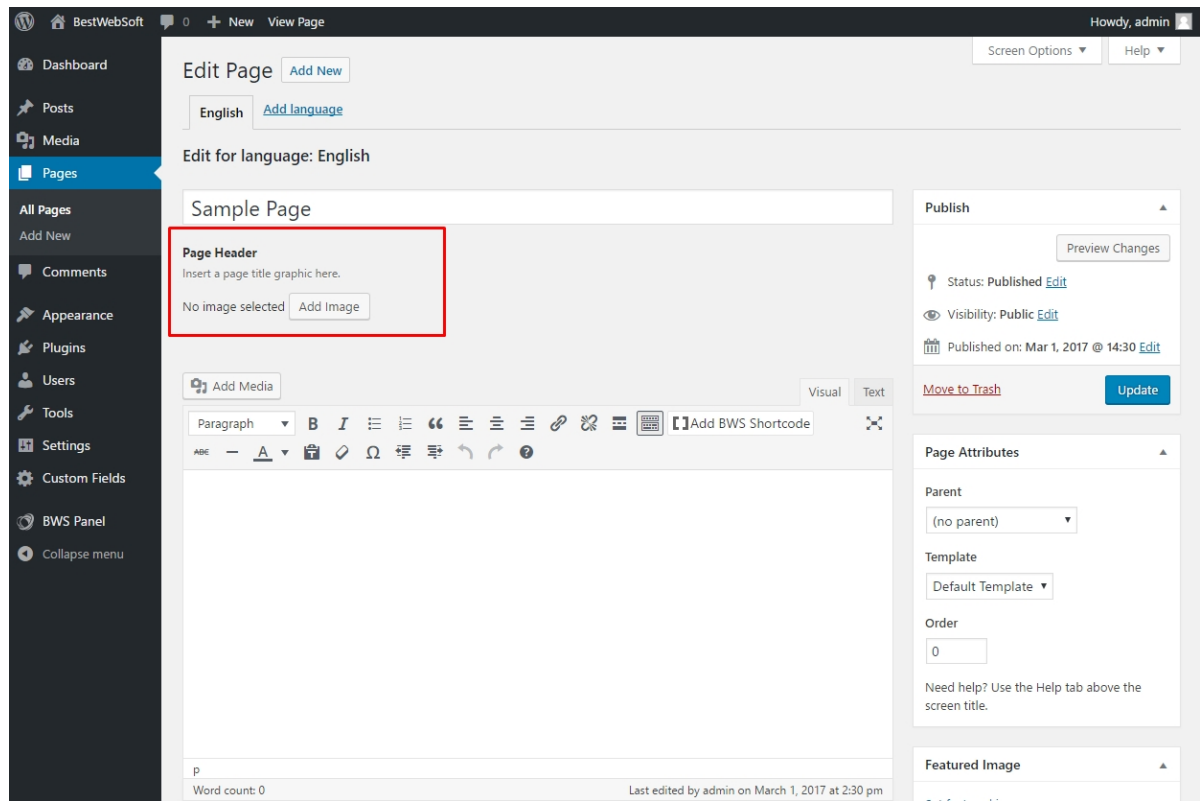 BestWebSoft 0 New View Page Howdy, admin
Screen Options Help
Dashboard
Posts
Media
Pages
All Pages
Add New
Comments
Appearance
Plugins
Users
Tools
Settings
Custom Fields
BWS Panel
Collapse menu
Edit Page Add New
English Add language
Edit for language: English
Sample Page
Page Header
Insert a page title graphic here.
No image selected Add Image
Add Media
Visual Text
Paragraph B I Add BWS Shortcode
ABC A Ω
p
Word count: 0 Last edited by admin on March 1, 2017 at 2:30 pm
Publish
Preview Changes
Status: Published Edit
Visibility: Public Edit
Published on: Mar 1, 2017 @ 14:30 Edit
Move to Trash Update
Page Attributes
Parent
(no parent)
Template
Default Template
Order
0
Need help? Use the Help tab above the
screen title.
Featured Image